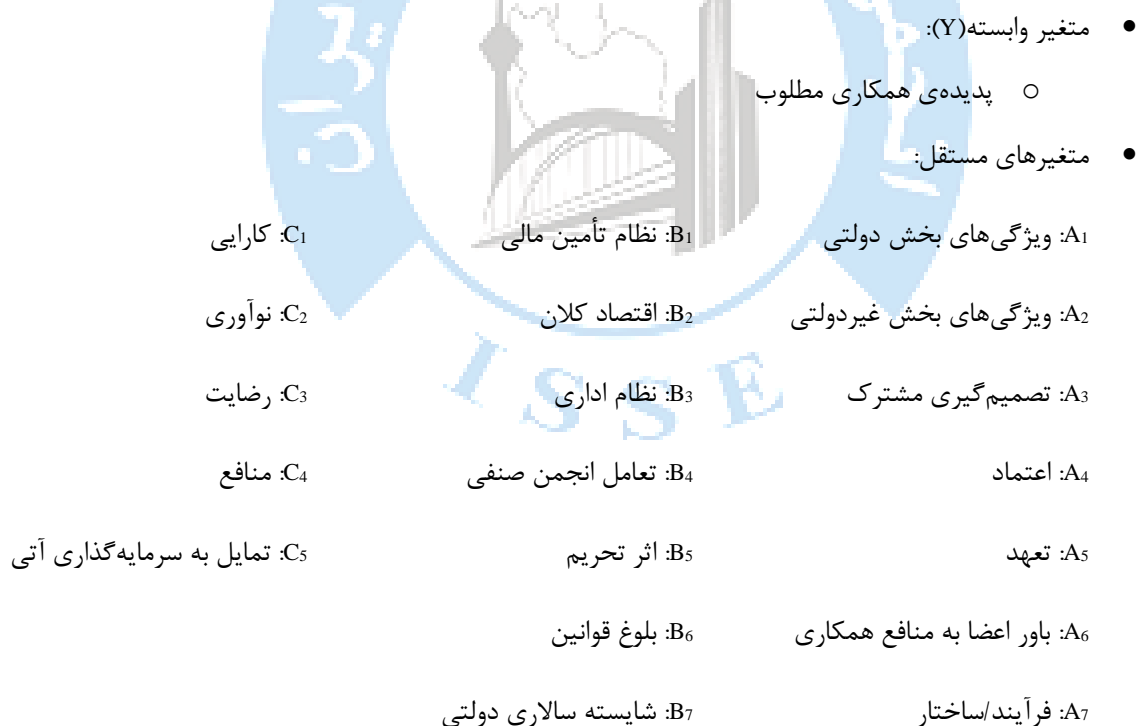 • متغیر وابسته(Y):
o پدیده‌ی همکاری مطلوب
• متغیرهای مستقل:
A1: ویژگی‌های بخش دولتی B1: نظام تأمین مالی C1: کارایی
A2: ویژگی‌های بخش غیردولتی B2: اقتصاد کلان C2: نوآوری
A3: تصمیم‌گیری مشترک B3: نظام اداری C3: رضایت
A4: اعتماد B4: تعامل انجمن صنفی C4: منافع
A5: تعهد B5: اثر تحریم C5: تمایل به سرمایه‌گذاری آتی
A6: باور اعضا به منافع همکاری B6: بلوغ قوانین
A7: فرآیند/ساختار B7: شایسته سالاری دولتی
ISSE